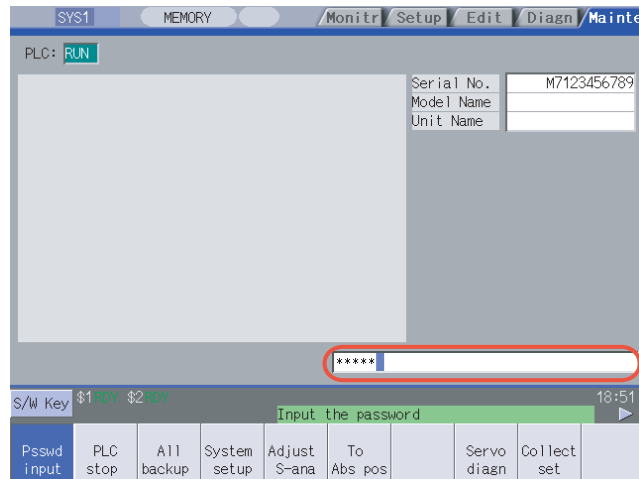 SYS1 MEMORY Monitr Setup Edit Diagn Mainte
PLC: RUN
Serial No. M7123456789
Model Name
Unit Name
*****
S/W Key $1 RDY $2 RDY 18:51
Input the password
Psswd input PLC stop All backup System setup Adjust S-ana To Abs pos Servo diagn Collect set